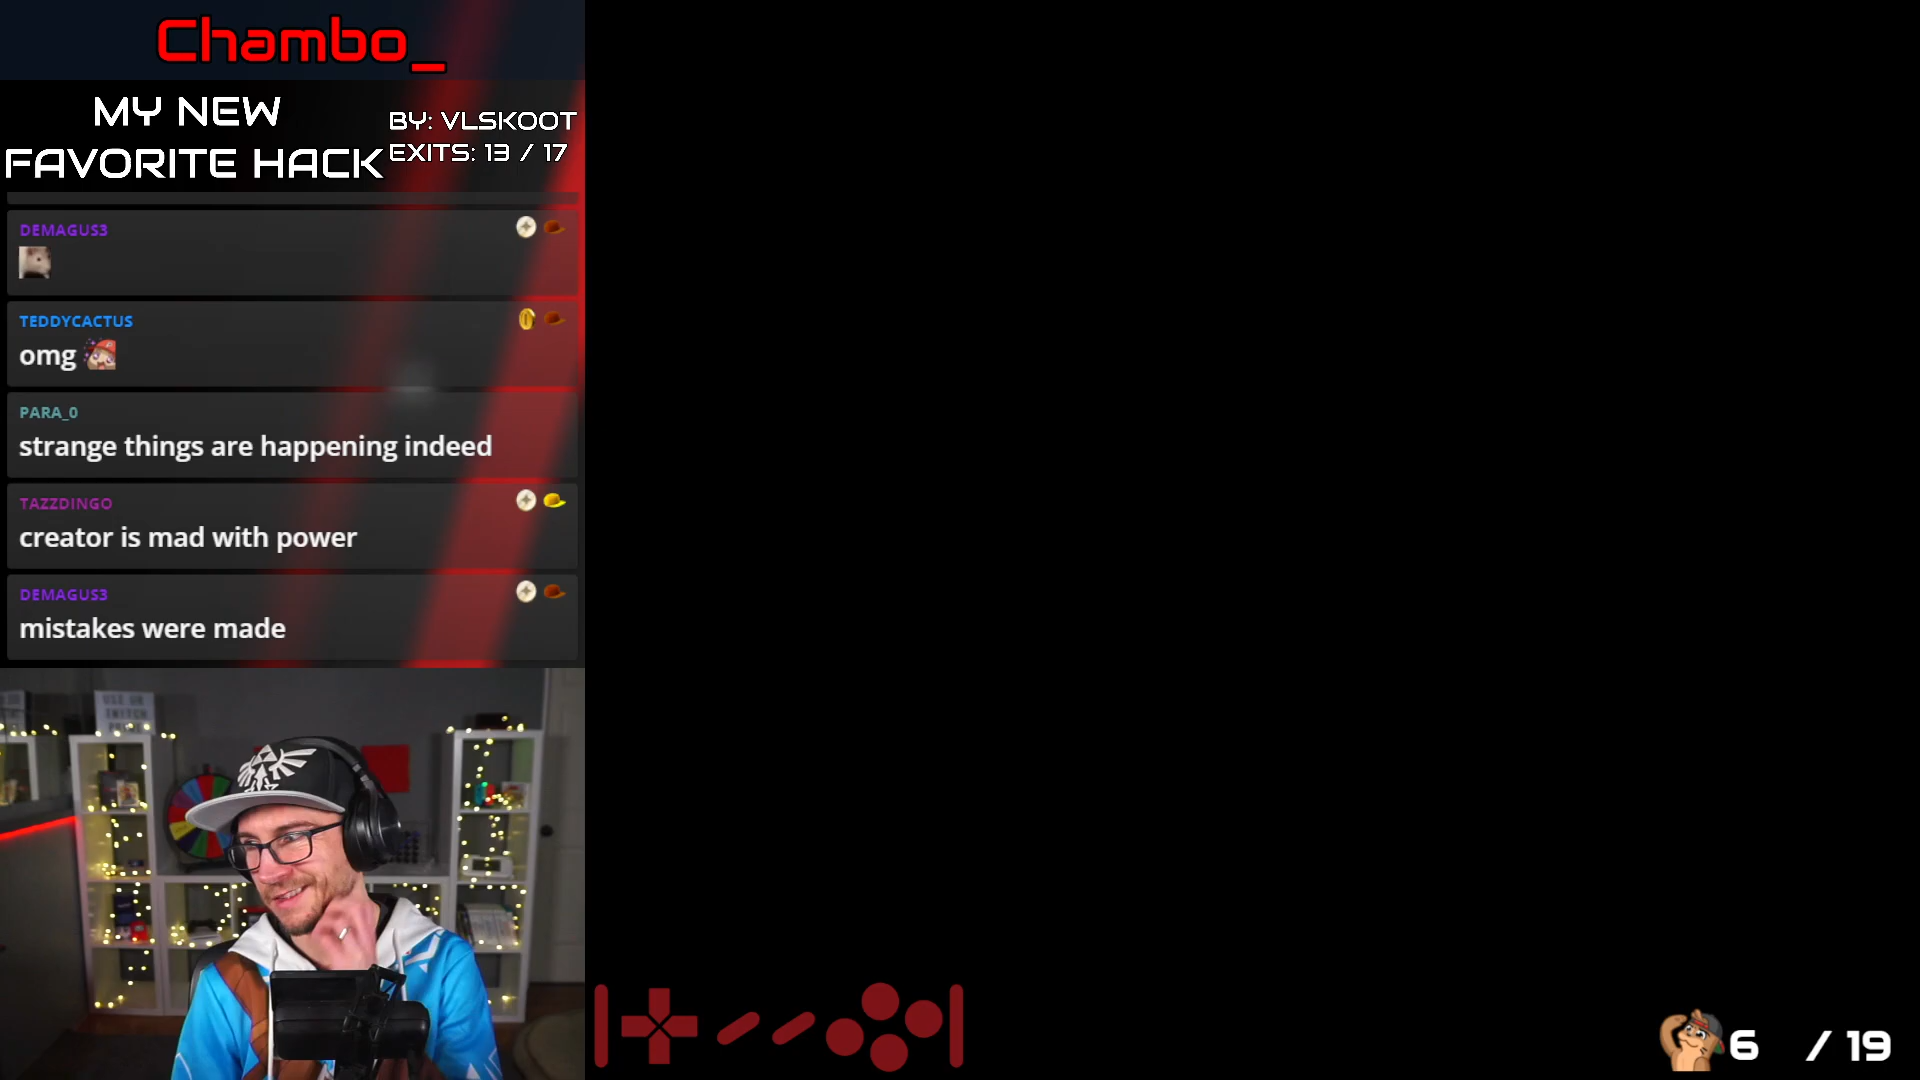 Chambo_
MY NEW
FAVORITE HACK
BY: VLSKOOT
EXITS: 13 / 17
DEMAGUS3
TEDDYCACTUS
omg
PARA_0
strange things are happening indeed
TAZZDINGO
creator is mad with power
DEMAGUS3
mistakes were made
6 / 19